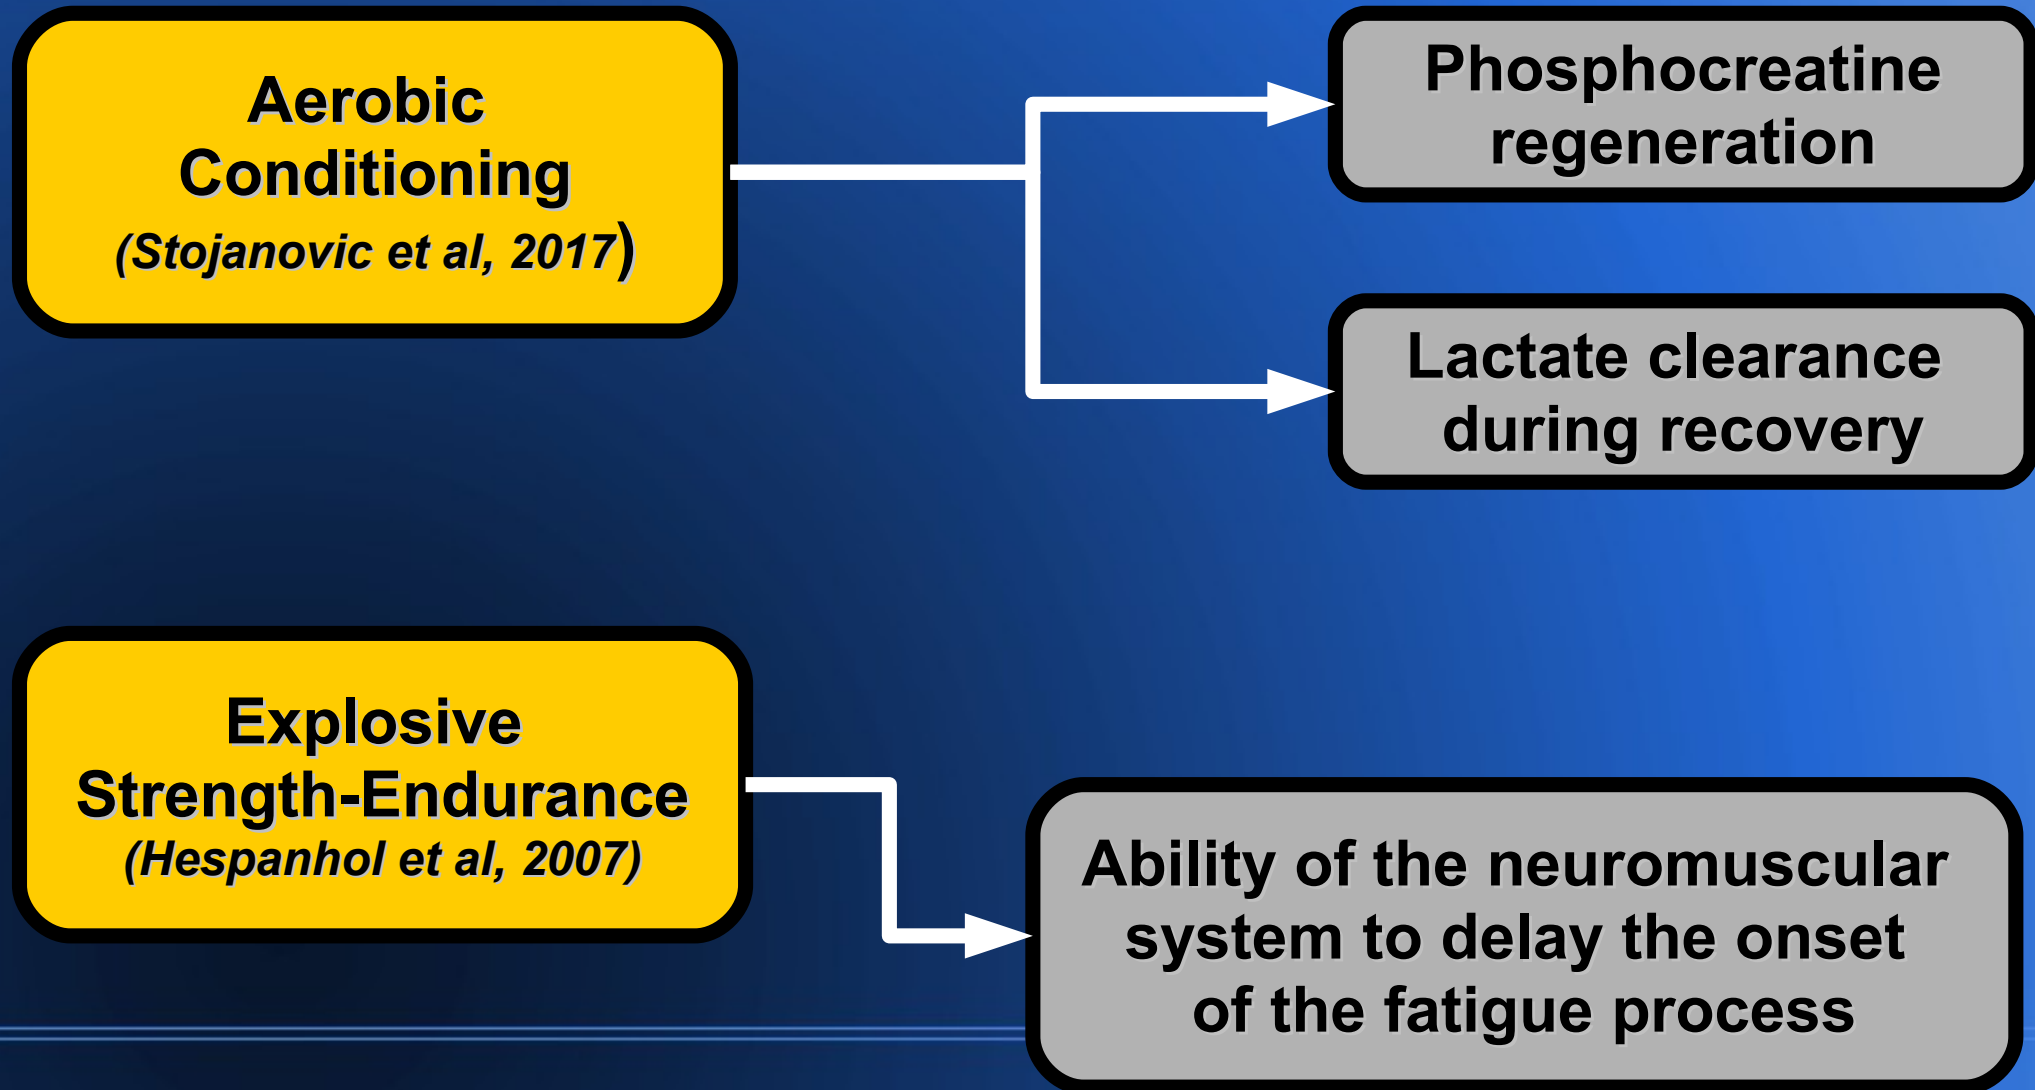 Aerobic
Conditioning
(Stojanovic et al, 2017)
Phosphocreatine
regeneration
Lactate clearance
during recovery
Explosive
Strength-Endurance
(Hespanhol et al, 2007)
Ability of the neuromuscular
system to delay the onset
of the fatigue process